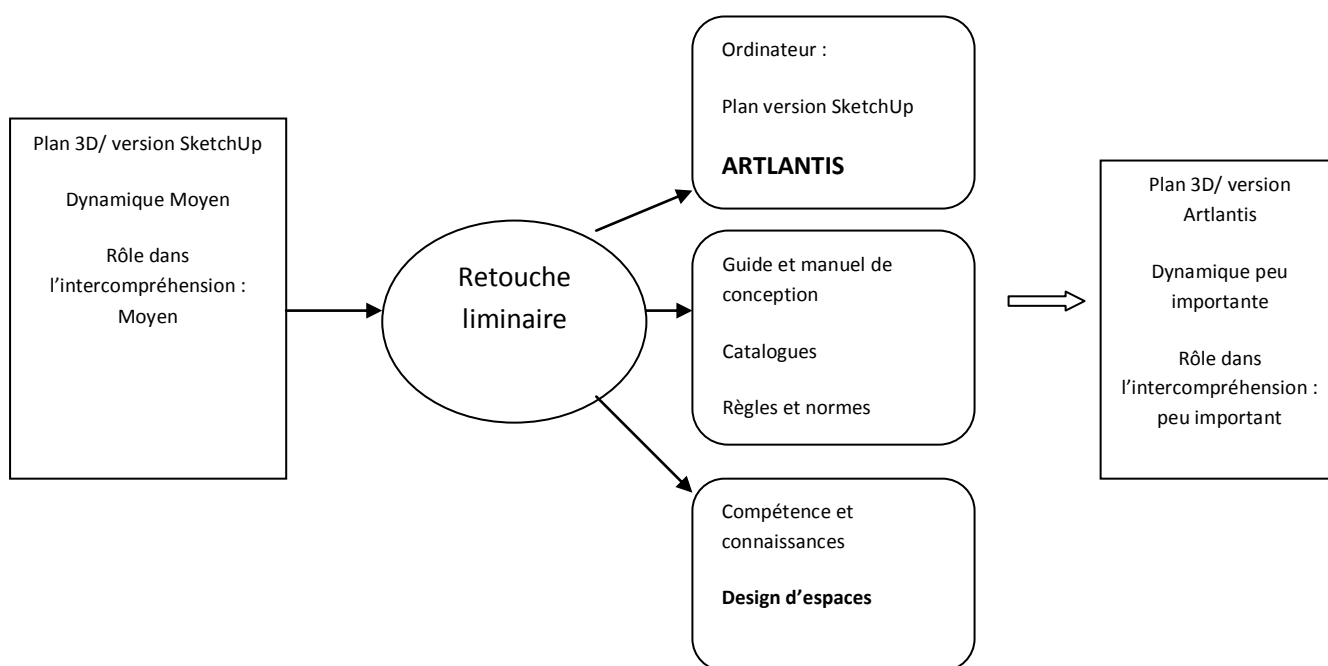 Plan 3D/ version SketchUp
Dynamique Moyen
Rôle dans
l’intercompréhension :
Moyen
Retouche
liminaire
Ordinateur :
Plan version SketchUp
ARTLANTIS
Guide et manuel de
conception
Catalogues
Règles et normes
Compétence et
connaissances
Design d’espaces
Plan 3D/ version
Artlantis
Dynamique peu
importante
Rôle dans
l’intercompréhension :
peu important